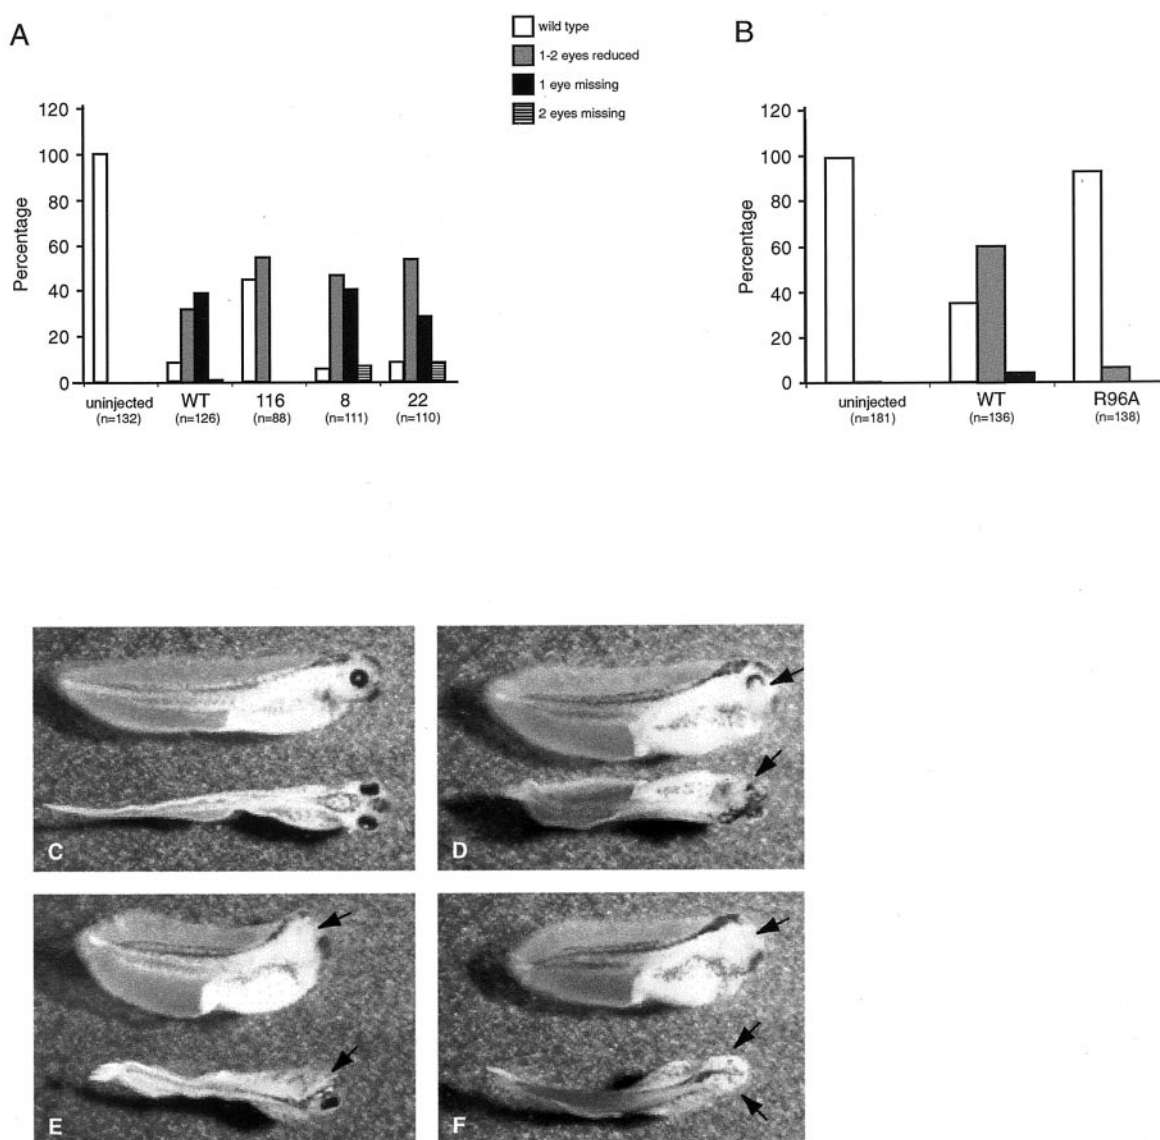 A
wild type
1-2 eyes reduced
1 eye missing
2 eyes missing
B
120
100
80
60
40
20
0
Percentage
uninjected
(n=132)
WT
(n=126)
116
(n=88)
8
(n=111)
22
(n=110)
120
100
80
60
40
20
0
Percentage
uninjected
(n=181)
WT
(n=136)
R96A
(n=138)
C
D
E
F